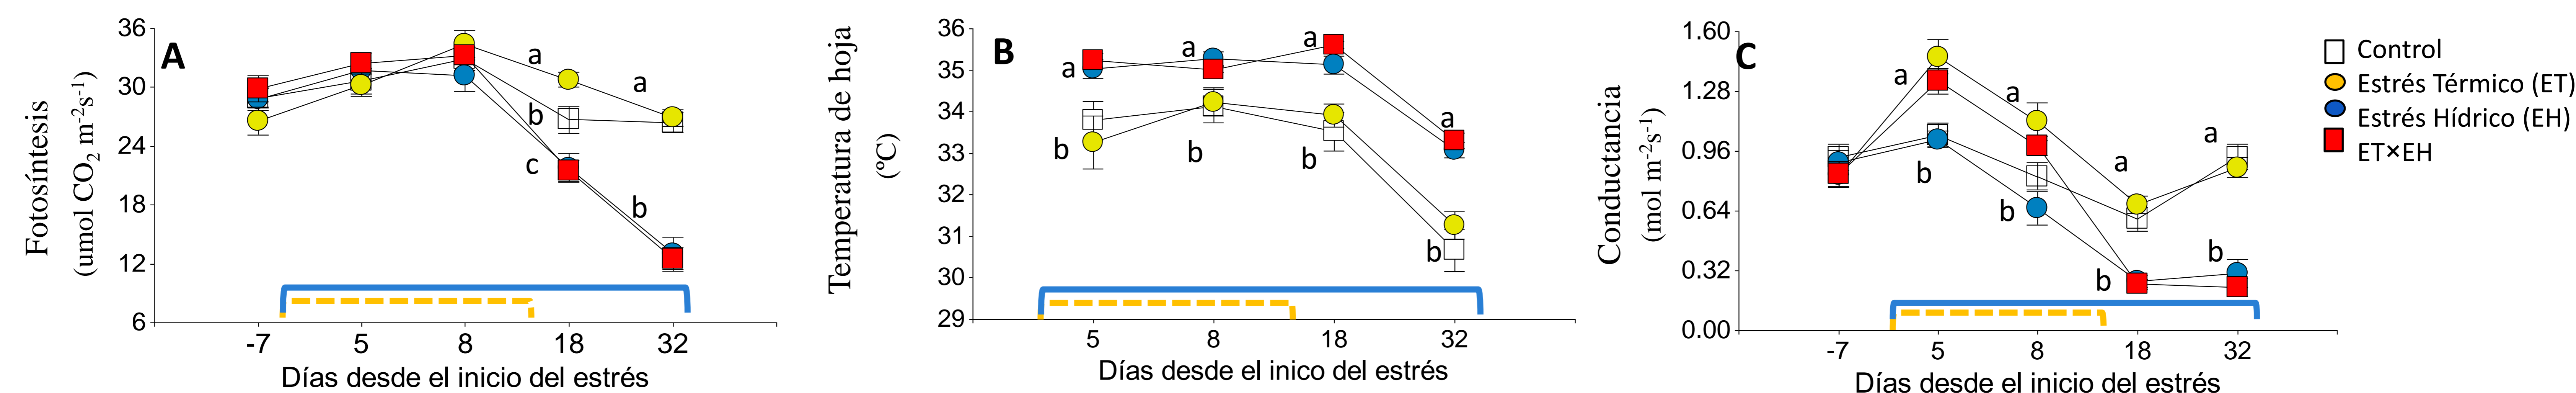 A
Fotosíntesis
(umol CO2 m-2s-1)
36
30
24
18
12
6
a
a
b
c
b
-7
5
8
18
32
Días desde el inicio del estrés
B
Temperatura de hoja
(ºC)
36
35
34
33
32
31
30
29
a
a
a
a
b
b
b
b
5
8
18
32
Días desde el inico del estrés
C
Conductancia
(mol m-2s-1)
1.60
1.28
0.96
0.64
0.32
0.00
a
a
a
a
b
b
b
b
-7
5
8
18
32
Días desde el inicio del estrés
Control
Estrés Térmico (ET)
Estrés Hídrico (EH)
ET×EH